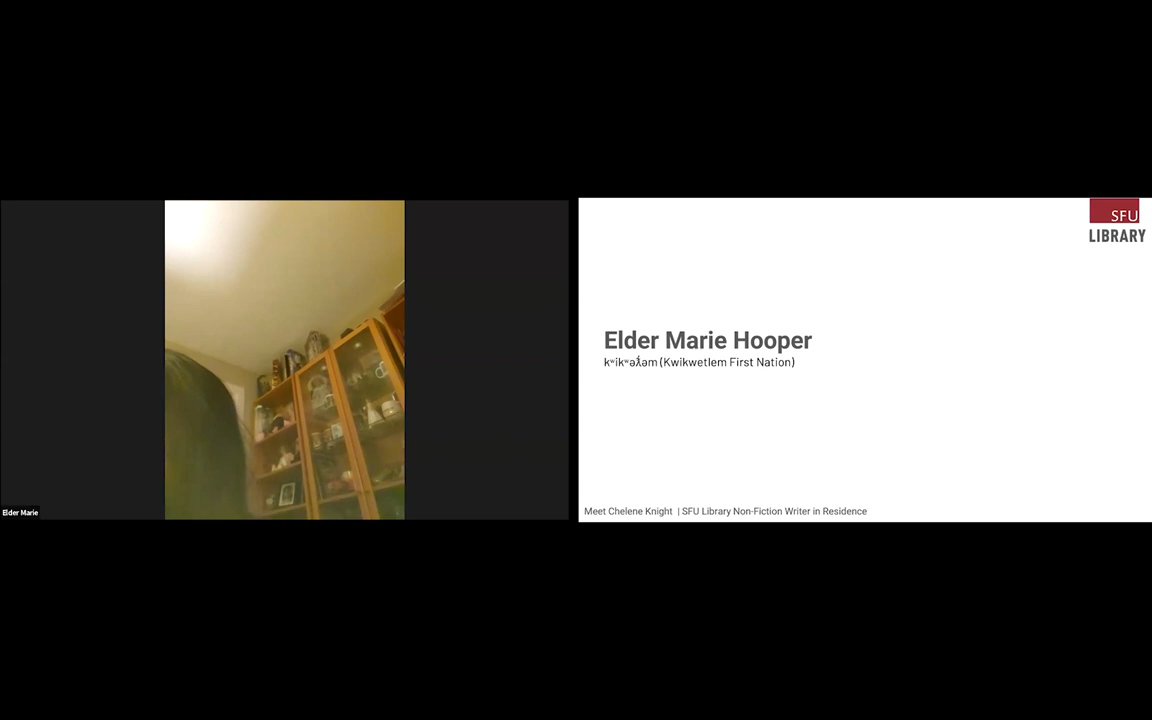 Elder Marie
SFU
LIBRARY
Elder Marie Hooper
kʷikʷəƛ̓əm (Kwikwetlem First Nation)
Meet Chelene Knight | SFU Library Non-Fiction Writer in Residence